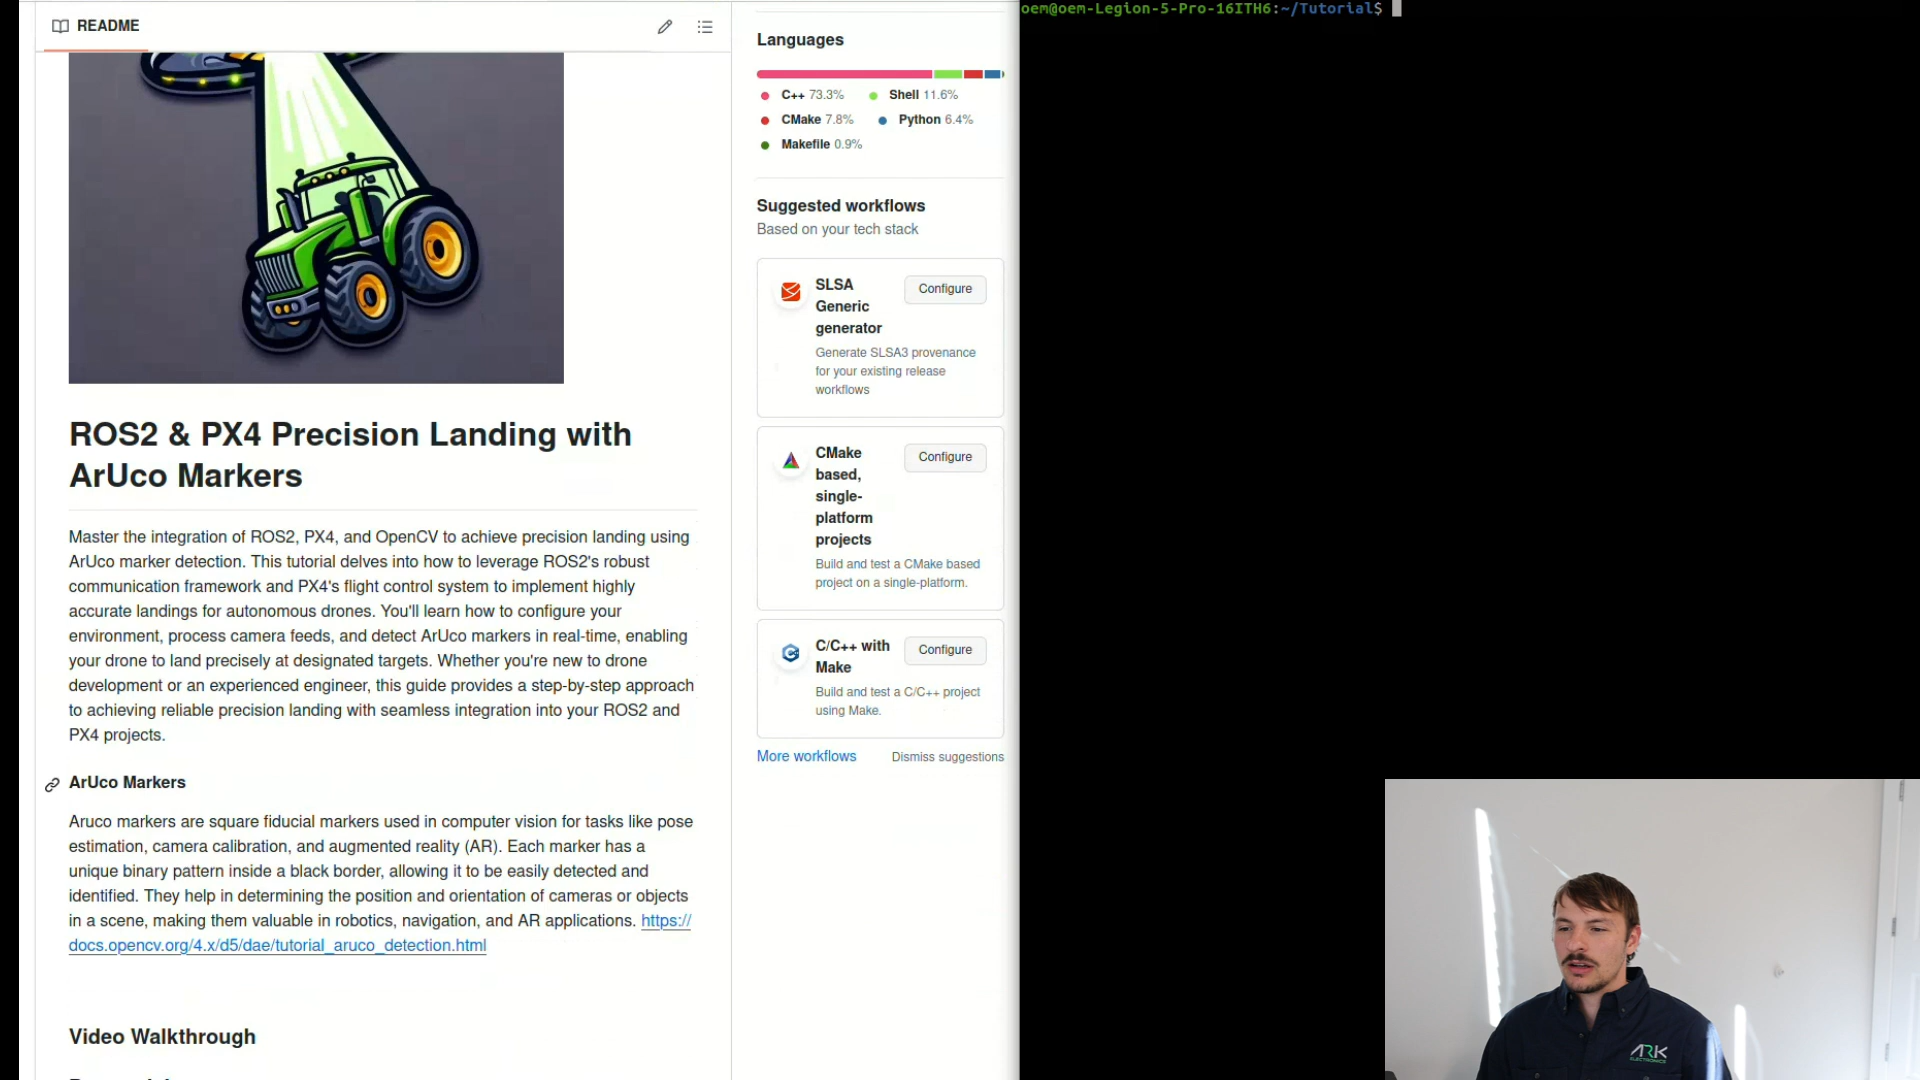 README
ROS2 & PX4 Precision Landing with
ArUco Markers
Master the integration of ROS2, PX4, and OpenCV to achieve precision landing using
ArUco marker detection. This tutorial delves into how to leverage ROS2's robust
communication framework and PX4's flight control system to implement highly
accurate landings for autonomous drones. You'll learn how to configure your
environment, process camera feeds, and detect ArUco markers in real-time, enabling
your drone to land precisely at designated targets. Whether you're new to drone
development or an experienced engineer, this guide provides a step-by-step approach
to achieving reliable precision landing with seamless integration into your ROS2 and
PX4 projects.
ArUco Markers
Aruco markers are square fiducial markers used in computer vision for tasks like pose
estimation, camera calibration, and augmented reality (AR). Each marker has a
unique binary pattern inside a black border, allowing it to be easily detected and
identified. They help in determining the position and orientation of cameras or objects
in a scene, making them valuable in robotics, navigation, and AR applications. https://
docs.opencv.org/4.x/d5/dae/tutorial_aruco_detection.html
Video Walkthrough
Languages
C++ 73.3% Shell 11.6%
CMake 7.8% Python 6.4%
Makefile 0.9%
Suggested workflows
Based on your tech stack
SLSA
Generic
generator
Configure
Generate SLSA3 provenance
for your existing release
workflows
CMake
based,
single-
platform
projects
Configure
Build and test a CMake based
project on a single-platform.
C/C++ with
Make
Configure
Build and test a C/C++ project
using Make.
More workflows Dismiss suggestions
oem@oem-Legion-5-Pro-16ITH6:~/Tutorial$
ARK
ELECTRONICS